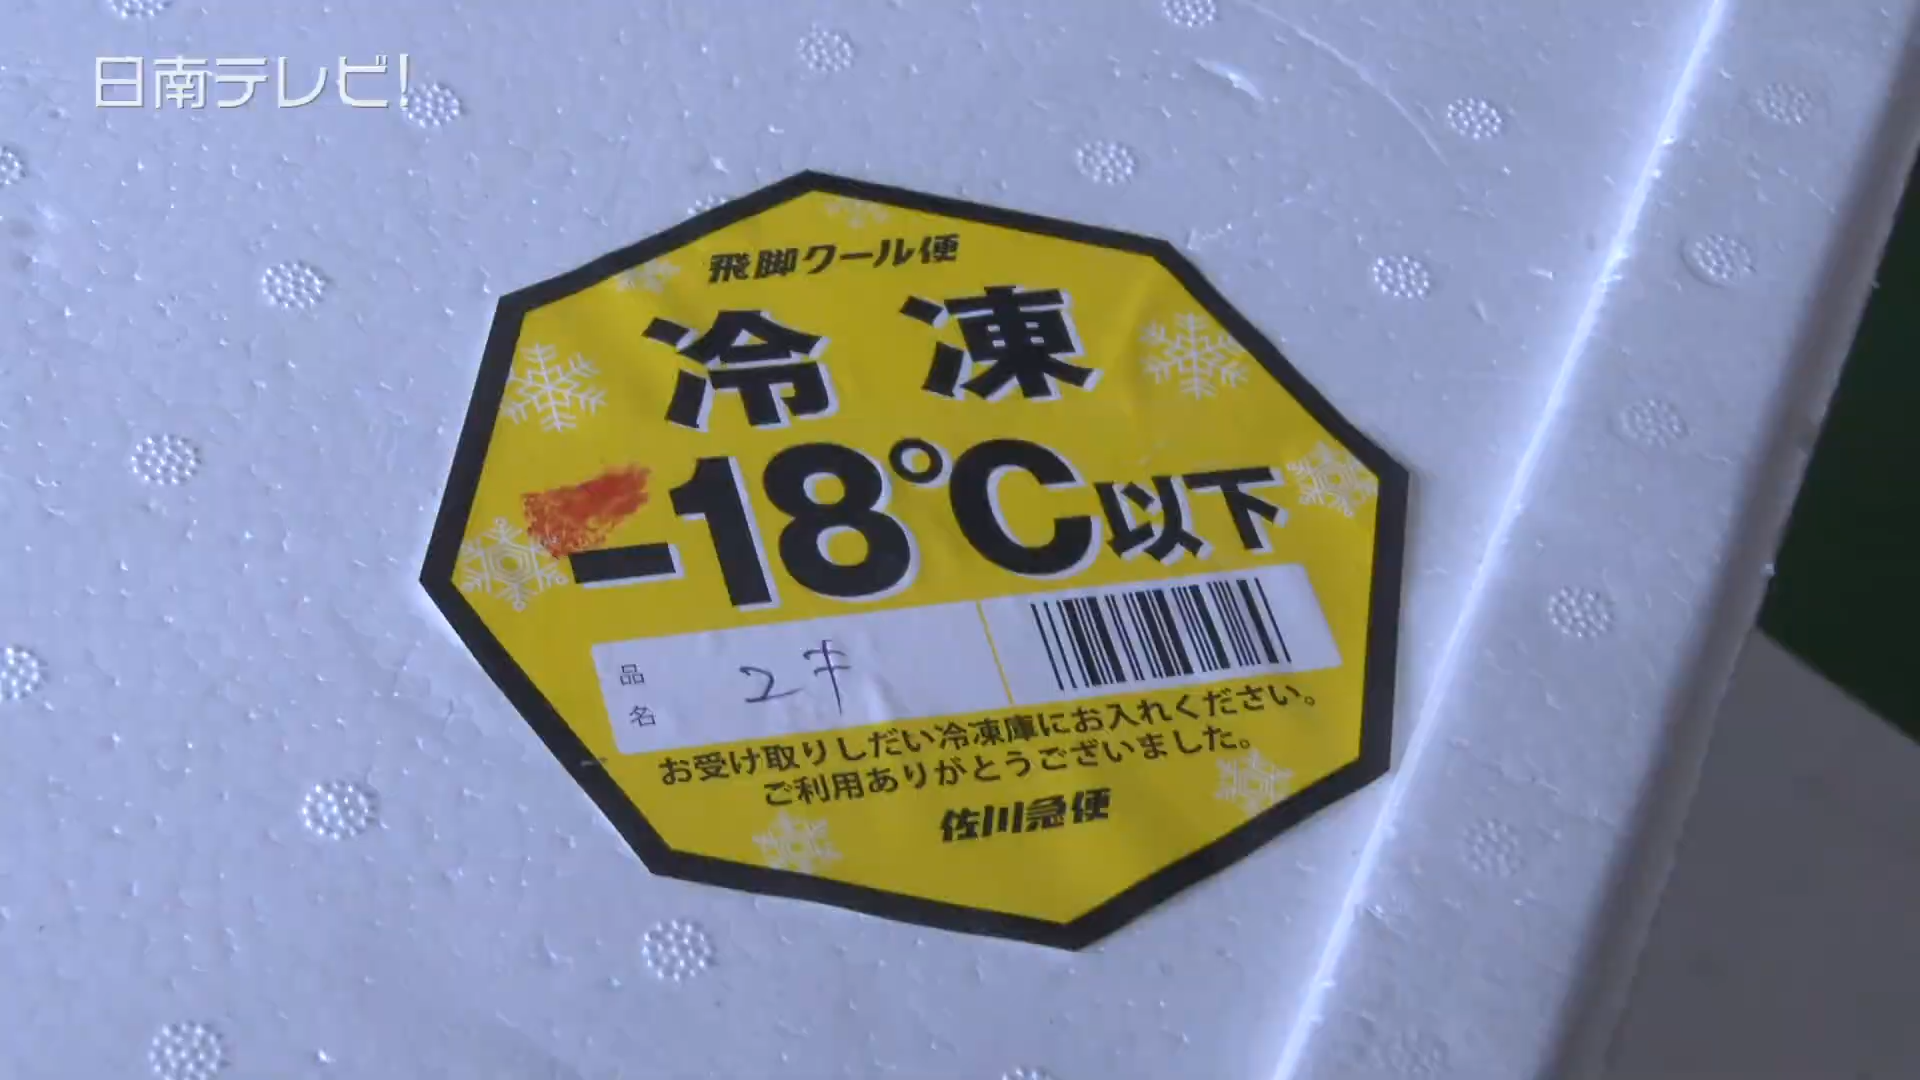 日南テレビ!
飛脚クール便
冷凍
-18℃以下
品名
お受け取りしだい冷凍庫にお入れください。
ご利用ありがとうございました。
佐川急便